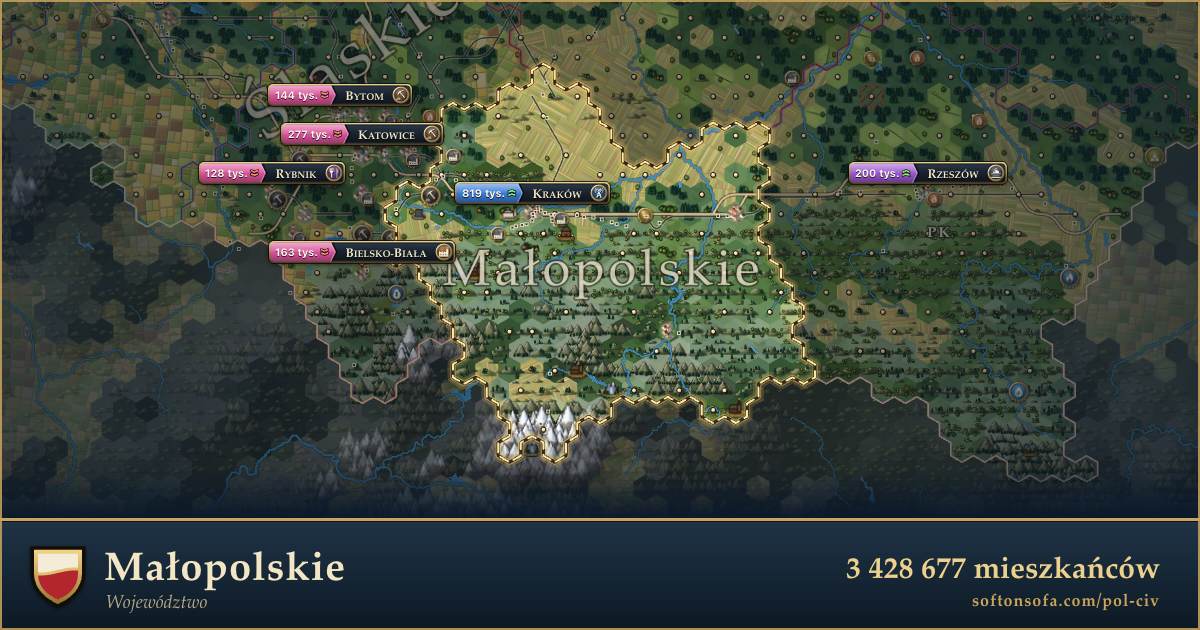 Śląskie
144 tys. Bytom
277 tys. Katowice
128 tys. Rybnik
819 tys. Kraków
200 tys. Rzeszów
PK
163 tys. Bielsko-Biała
Małopolskie
Małopolskie
Województwo
3 428 677 mieszkańców
softonsofa.com/pol-civ